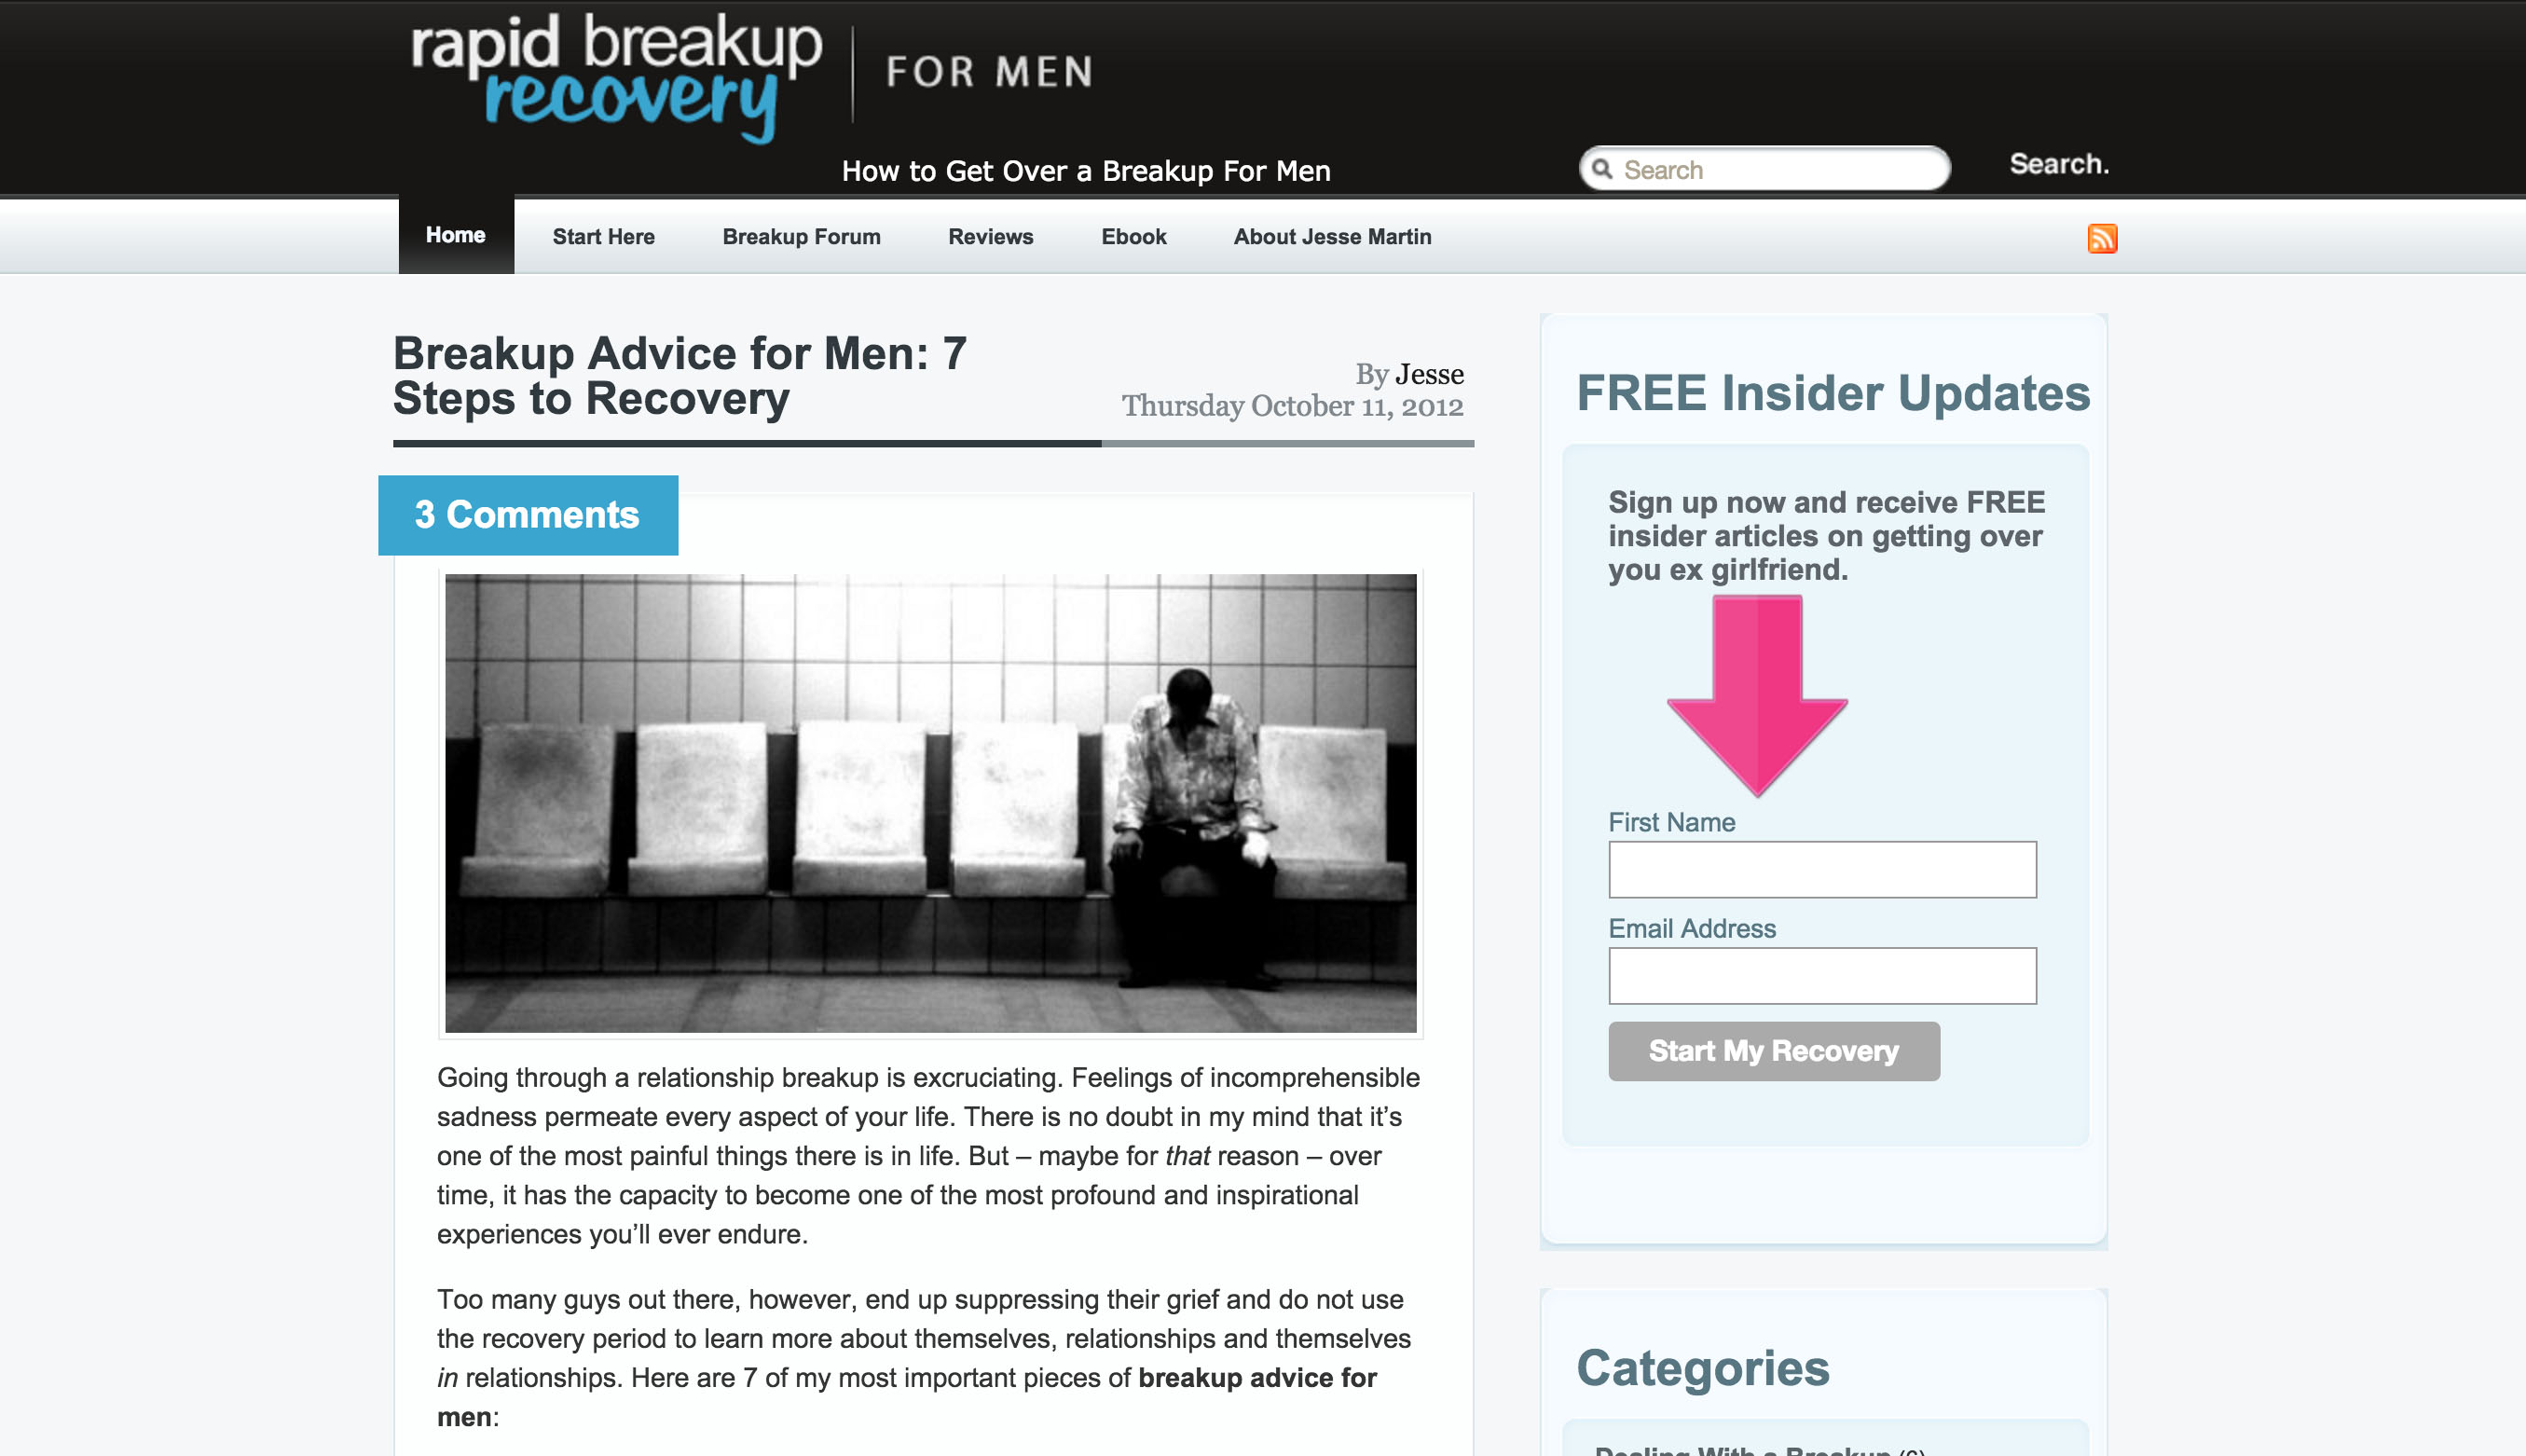 rapid breakup
recovery
FOR MEN
How to Get Over a Breakup For Men
Search
Search.
Home
Start Here
Breakup Forum
Reviews
Ebook
About Jesse Martin
Breakup Advice for Men: 7
Steps to Recovery
By Jesse
Thursday October 11, 2012
3 Comments
Going through a relationship breakup is excruciating. Feelings of incomprehensible
sadness permeate every aspect of your life. There is no doubt in my mind that it’s
one of the most painful things there is in life. But – maybe for that reason – over
time, it has the capacity to become one of the most profound and inspirational
experiences you’ll ever endure.
Too many guys out there, however, end up suppressing their grief and do not use
the recovery period to learn more about themselves, relationships and themselves
in relationships. Here are 7 of my most important pieces of breakup advice for
men:
FREE Insider Updates
Sign up now and receive FREE
insider articles on getting over
you ex girlfriend.
First Name
Email Address
Start My Recovery
Categories
Dealing With a Breakup (6)